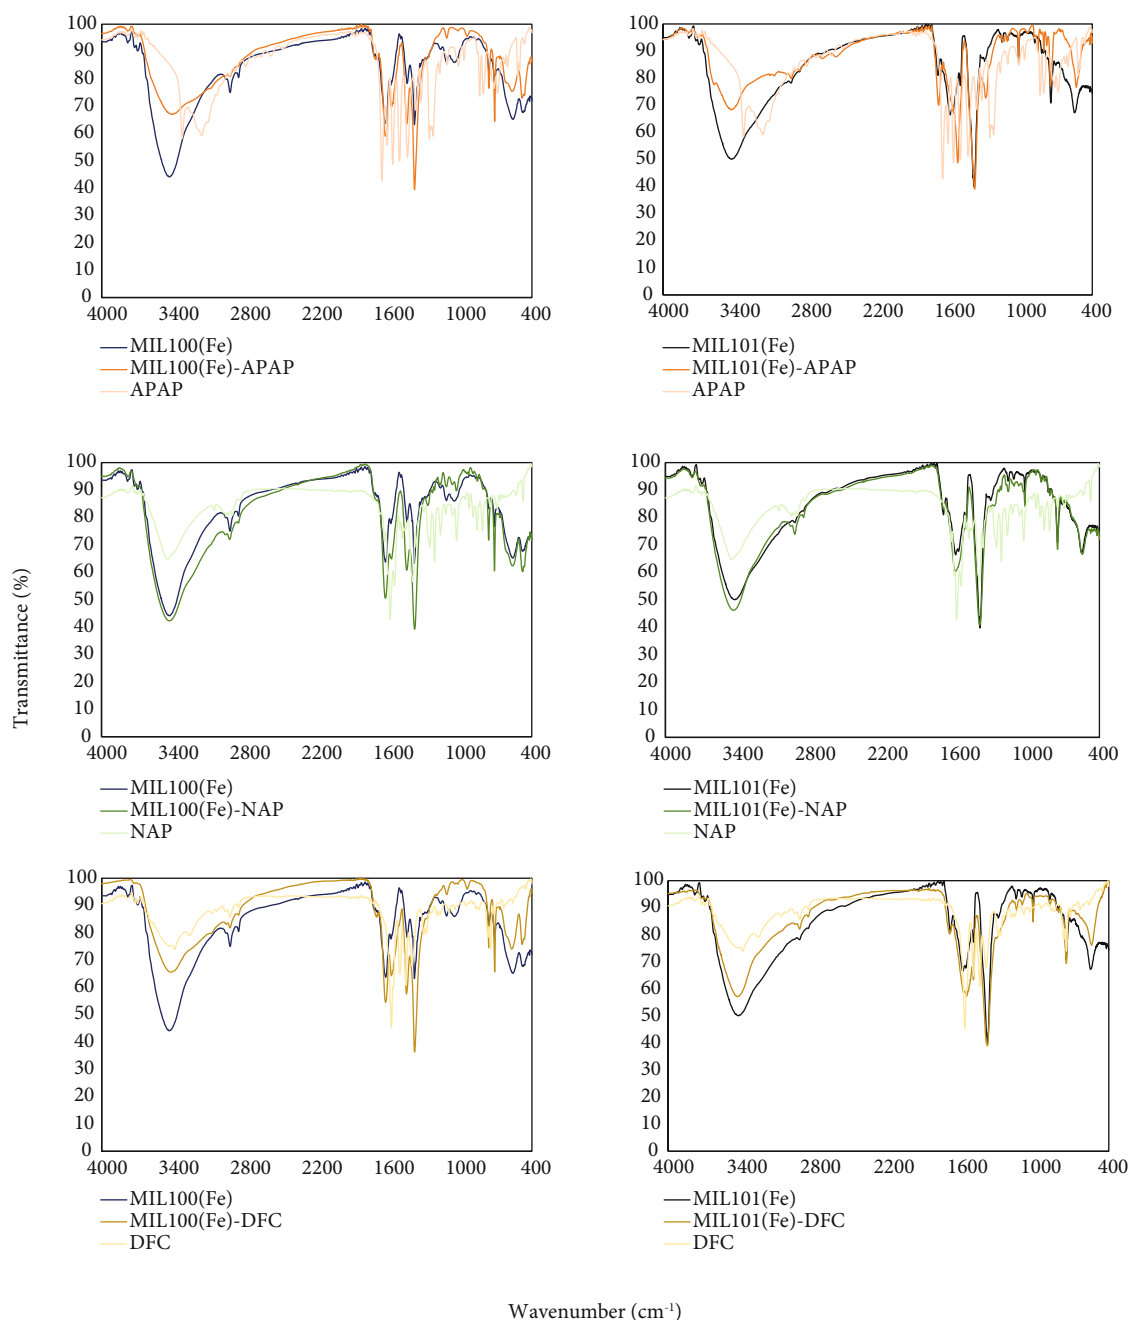 Transmittance (%)
100
90
80
70
60
50
40
30
20
10
0
4000 3400 2800 2200 1600 1000 400
MIL100(Fe)
MIL100(Fe)-APAP
APAP
100
90
80
70
60
50
40
30
20
10
0
4000 3400 2800 2200 1600 1000 400
MIL101(Fe)
MIL101(Fe)-APAP
APAP
100
90
80
70
60
50
40
30
20
10
0
4000 3400 2800 2200 1600 1000 400
MIL100(Fe)
MIL100(Fe)-NAP
NAP
100
90
80
70
60
50
40
30
20
10
0
4000 3400 2800 2200 1600 1000 400
MIL101(Fe)
MIL101(Fe)-NAP
NAP
100
90
80
70
60
50
40
30
20
10
0
4000 3400 2800 2200 1600 1000 400
MIL100(Fe)
MIL100(Fe)-DFC
DFC
100
90
80
70
60
50
40
30
20
10
0
4000 3400 2800 2200 1600 1000 400
MIL101(Fe)
MIL101(Fe)-DFC
DFC
Wavenumber (cm⁻¹)